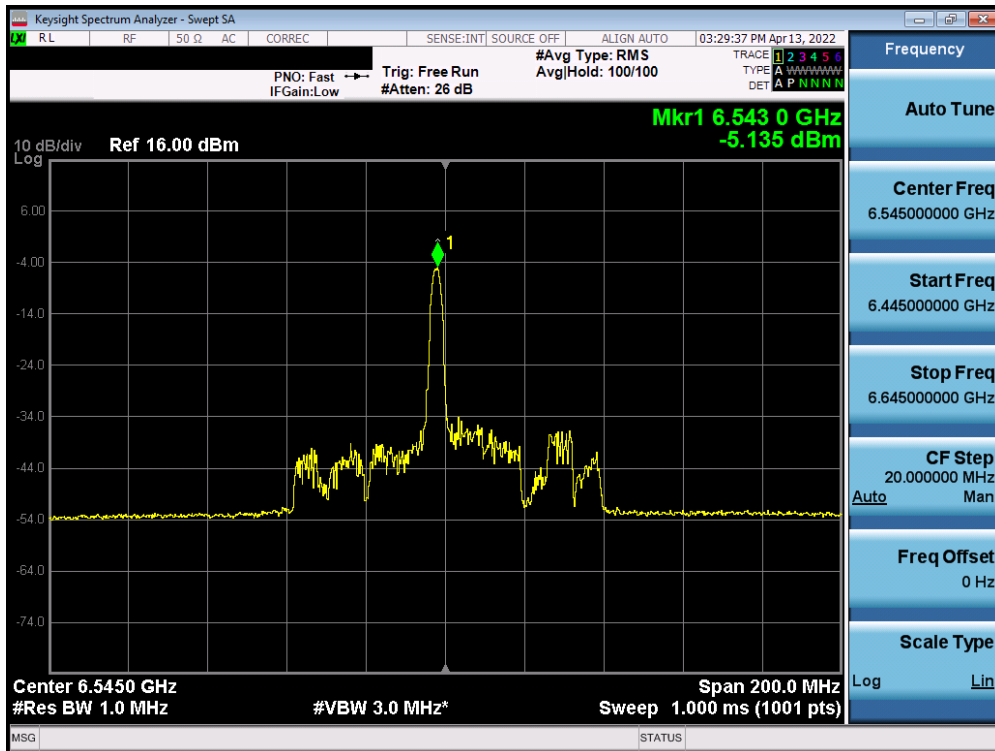 Keysight Spectrum Analyzer - Swept SA
LXI RL RF 50 Ω AC CORREC SENSE:INT SOURCE OFF ALIGN AUTO 03:29:37 PM Apr 13, 2022
#Avg Type: RMS TRACE 1 2 3 4 5 6
PNO: Fast Trig: Free Run Avg|Hold: 100/100 TYPE A WWWWW
IFGain:Low #Atten: 26 dB DET A P N N N N
Mkr1 6.543 0 GHz
-5.135 dBm
10 dB/div Ref 16.00 dBm
Log
1
6.00
-4.00
-14.0
-24.0
-34.0
-44.0
-54.0
-64.0
-74.0
Center 6.5450 GHz Span 200.0 MHz
#Res BW 1.0 MHz #VBW 3.0 MHz* Sweep 1.000 ms (1001 pts)
MSG STATUS
Frequency
Auto Tune
Center Freq
6.545000000 GHz
Start Freq
6.445000000 GHz
Stop Freq
6.645000000 GHz
CF Step
20.000000 MHz
Auto Man
Freq Offset
0 Hz
Scale Type
Log Lin